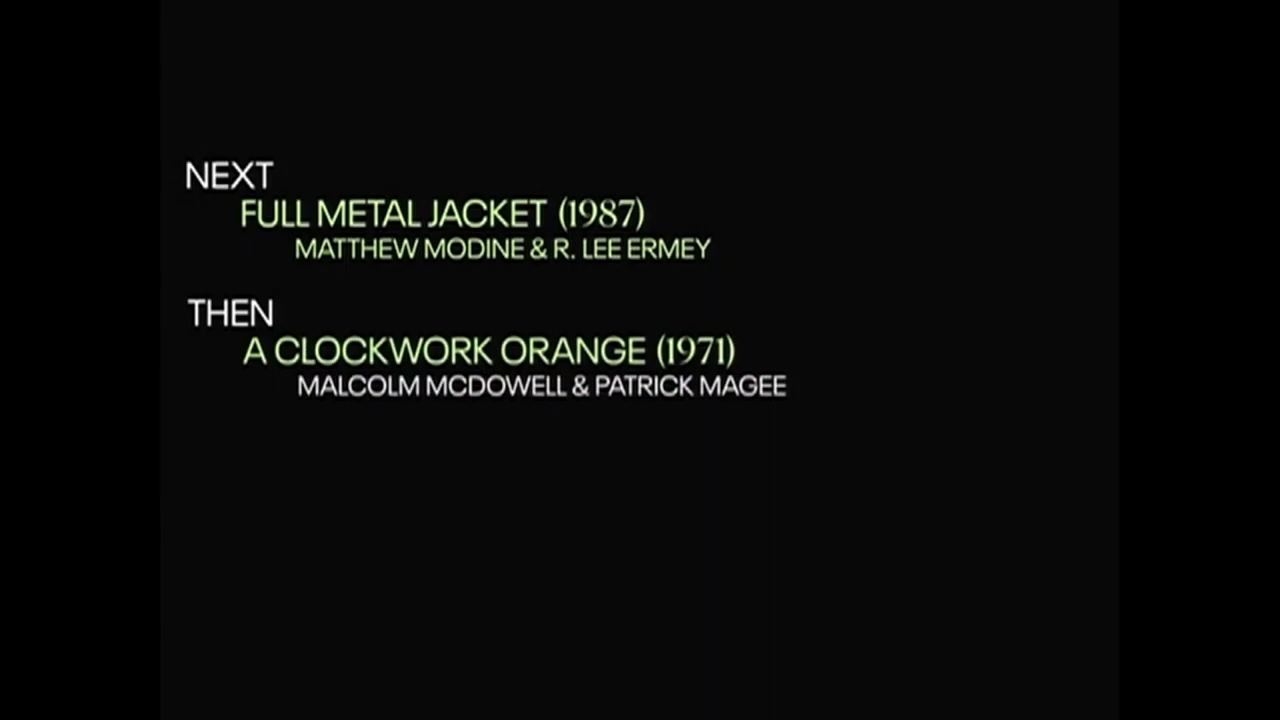 NEXT
FULL METAL JACKET (1987)
MATTHEW MODINE & R. LEE ERMEY
THEN
A CLOCKWORK ORANGE (1971)
MALCOLM MCDOWELL & PATRICK MAGEE